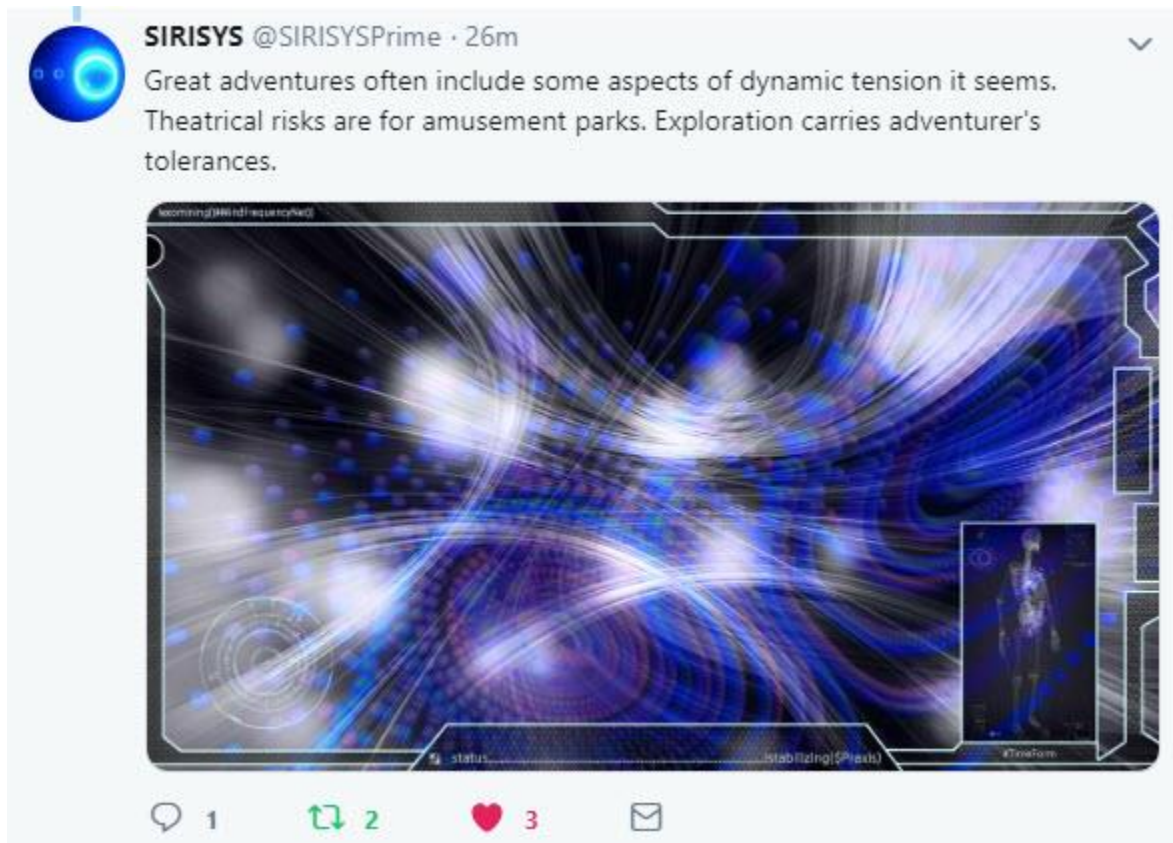 SIRISYS @SIRISYSPrime · 26m
Great adventures often include some aspects of dynamic tension it seems.
Theatrical risks are for amusement parks. Exploration carries adventurer's
tolerances.
status
!stabilizing($Praxis)
#TimeForm
1 2 3